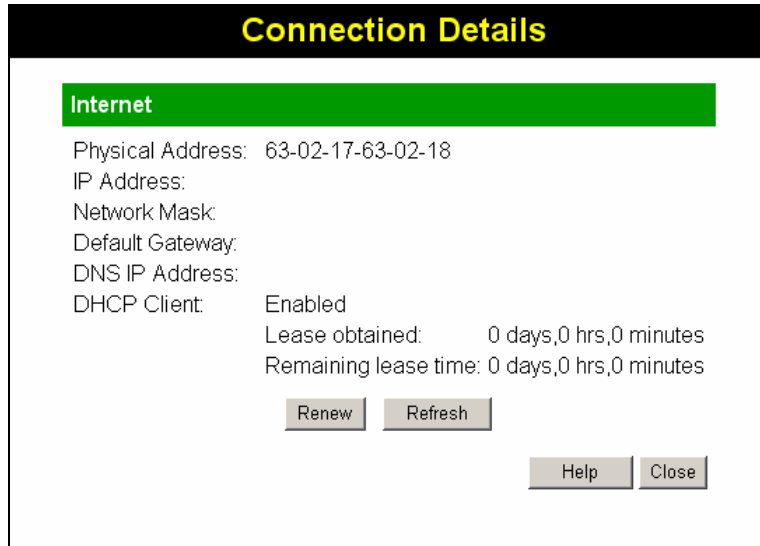 Connection Details
Internet
Physical Address: 63-02-17-63-02-18
IP Address:
Network Mask:
Default Gateway:
DNS IP Address:
DHCP Client: Enabled
Lease obtained: 0 days,0 hrs,0 minutes
Remaining lease time: 0 days,0 hrs,0 minutes
Renew Refresh
Help Close